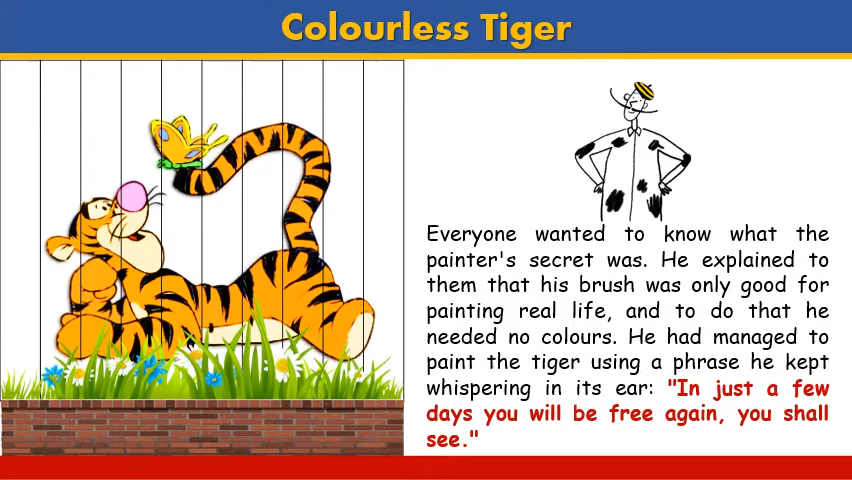 Colourless Tiger
Everyone wanted to know what the
painter's secret was. He explained to
them that his brush was only good for
painting real life, and to do that he
needed no colours. He had managed to
paint the tiger using a phrase he kept
whispering in its ear: "In just a few
days you will be free again, you shall
see."